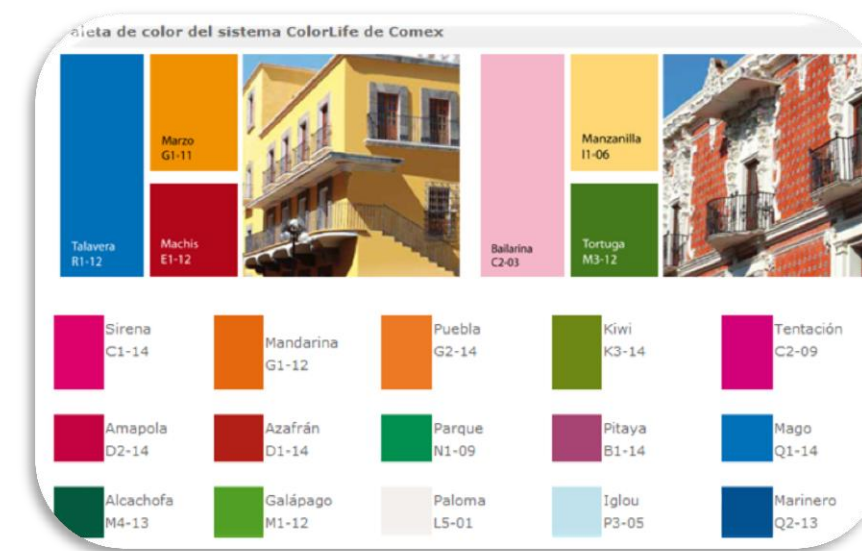 aleta de color del sistema ColorLife de Comex
Marzo
G1-11
Talavera
R1-12
Machis
E1-12
Manzanilla
I1-06
Bailarina
C2-03
Tortuga
M3-12
Sirena
C1-14
Mandarina
G1-12
Puebla
G2-14
Kiwi
K3-14
Tentación
C2-09
Amapola
D2-14
Azafrán
D1-14
Parque
N1-09
Pitaya
B1-14
Mago
Q1-14
Alcachofa
M4-13
Galápago
M1-12
Paloma
L5-01
Iglou
P3-05
Marinero
Q2-13